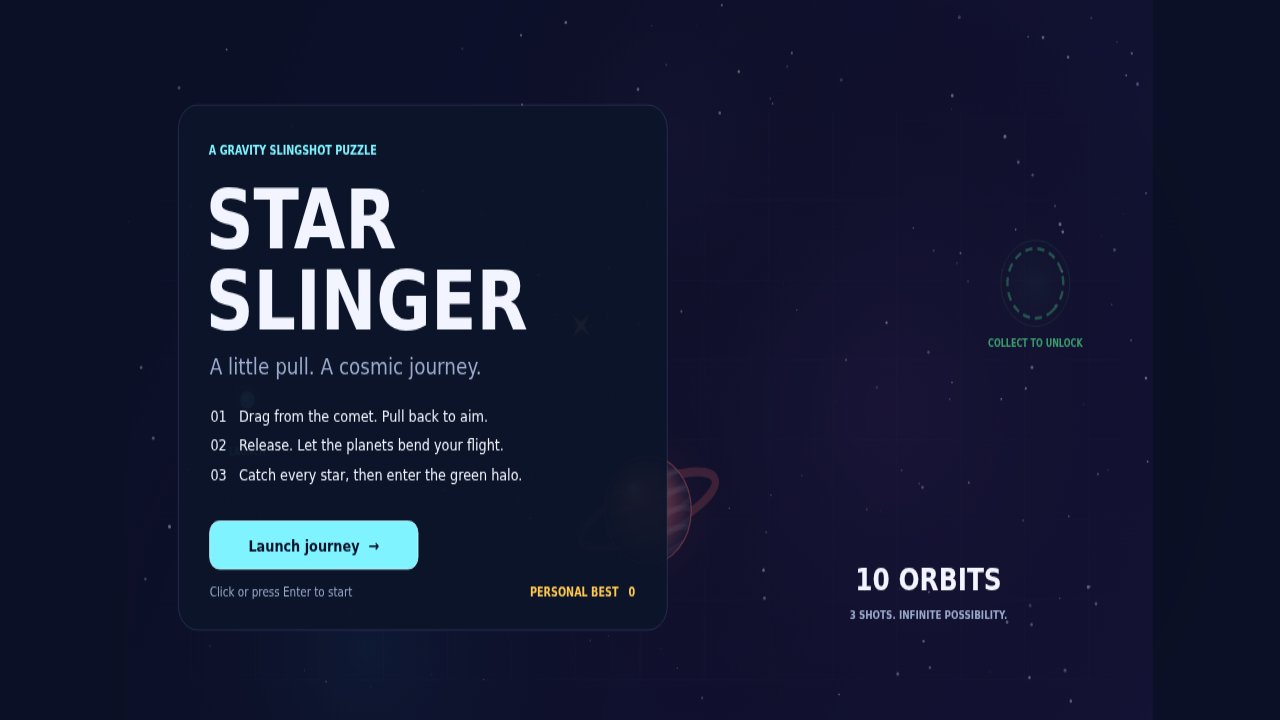 A GRAVITY SLINGSHOT PUZZLE
STAR
SLINGER
A little pull. A cosmic journey.
01 Drag from the comet. Pull back to aim.
02 Release. Let the planets bend your flight.
03 Catch every star, then enter the green halo.
Launch journey →
Click or press Enter to start
PERSONAL BEST 0
COLLECT TO UNLOCK
10 ORBITS
3 SHOTS. INFINITE POSSIBILITY.